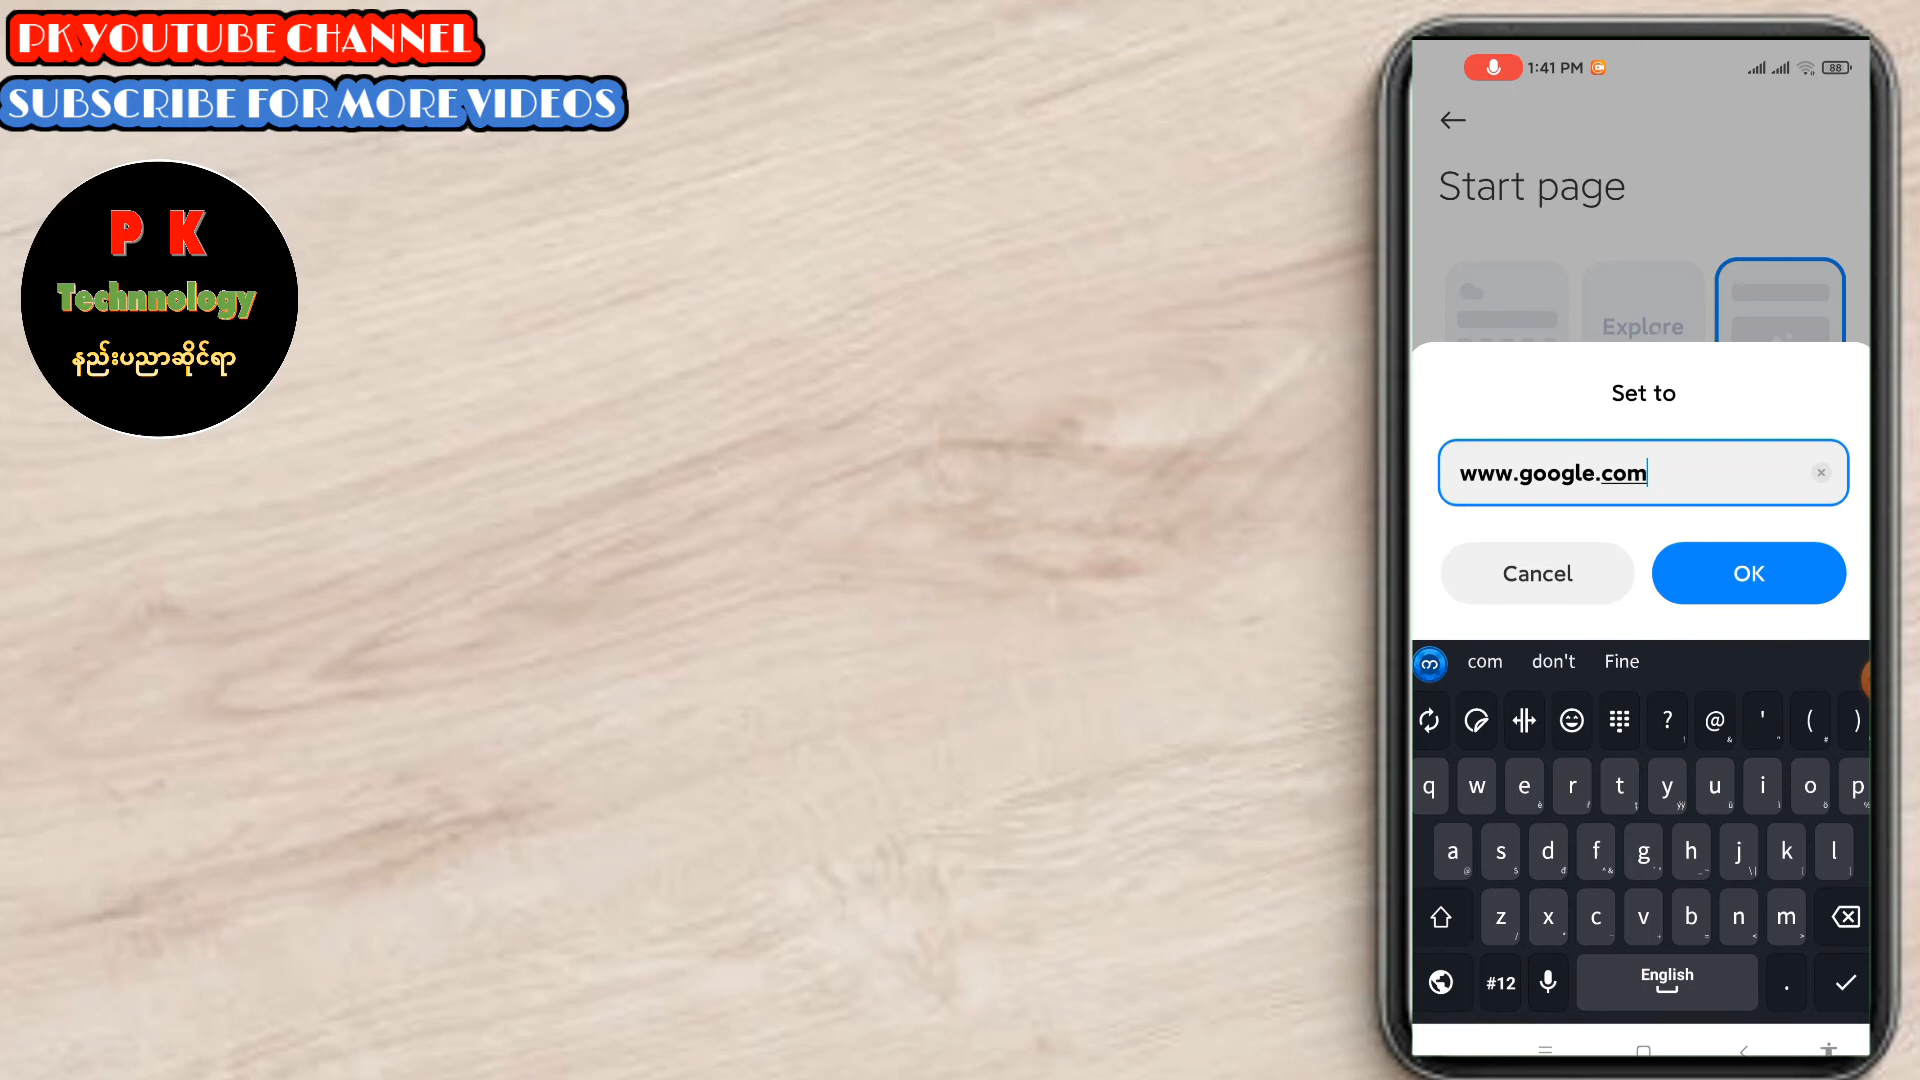 PK YOUTUBE CHANNEL
SUBSCRIBE FOR MORE VIDEOS
P K
Technnology
နည်းပညာဆိုင်ရာ
1:41 PM
88
Start page
Explore
Set to
www.google.com
Cancel
OK
က
com don't Fine
? @ ' ( )
q w e r t y u i o p
a s d f g h j k l
z x c v b n m
#12 English .